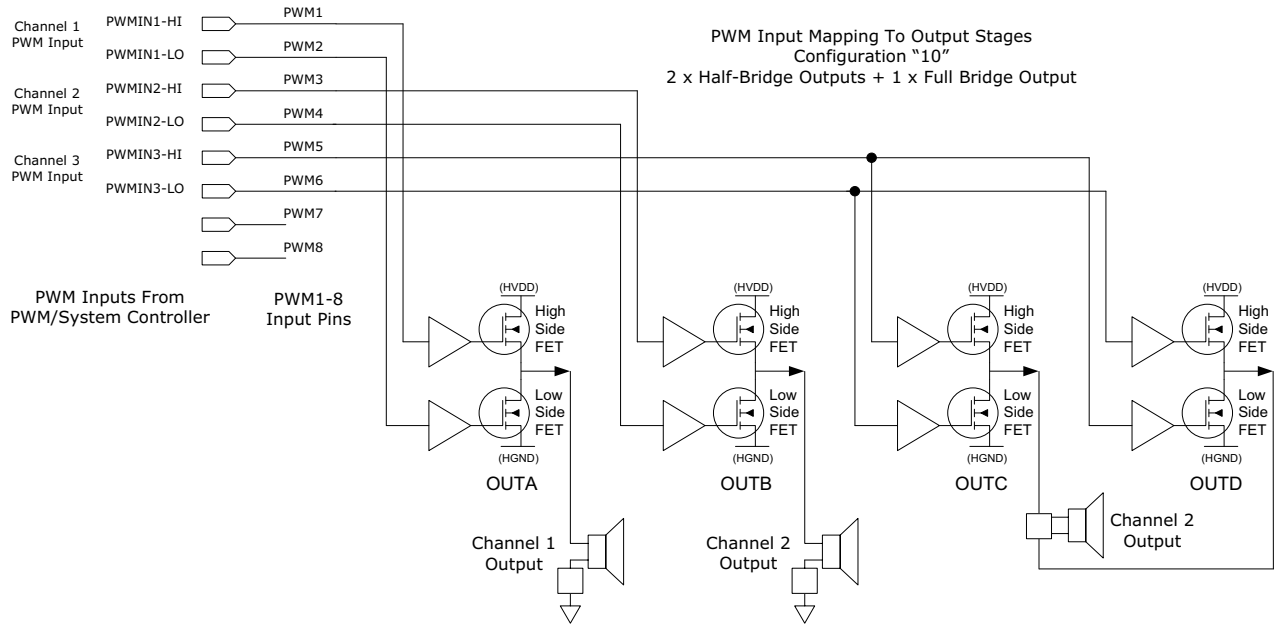 PWM Input Mapping To Output Stages
Configuration “10”
2 x Half-Bridge Outputs + 1 x Full Bridge Output
Channel 1
PWM Input
PWMIN1-HI
PWM1
PWMIN1-LO
PWM2
Channel 2
PWM Input
PWMIN2-HI
PWM3
PWMIN2-LO
PWM4
Channel 3
PWM Input
PWMIN3-HI
PWM5
PWMIN3-LO
PWM6
PWM7
PWM8
PWM Inputs From
PWM/System Controller
PWM1-8
Input Pins
(HVDD)
High
Side
FET
Low
Side
FET
(HGND)
OUTA
(HVDD)
High
Side
FET
Low
Side
FET
(HGND)
OUTB
(HVDD)
High
Side
FET
Low
Side
FET
(HGND)
OUTC
(HVDD)
High
Side
FET
Low
Side
FET
(HGND)
OUTD
Channel 1
Output
Channel 2
Output
Channel 2
Output